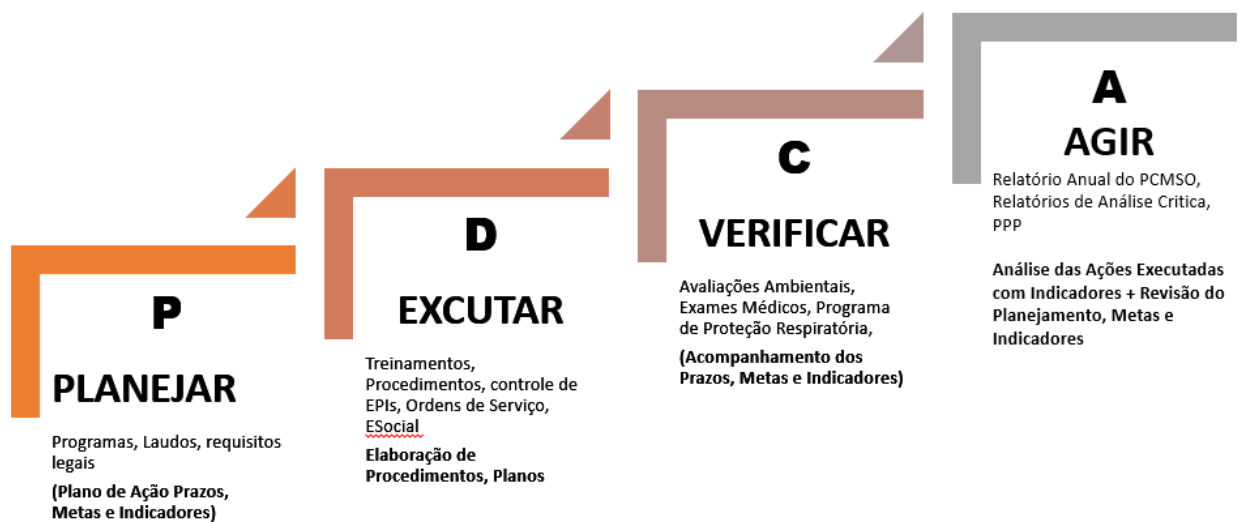 P
PLANEJAR
Programas, Laudos, requisitos
legais
(Plano de Ação Prazos,
Metas e Indicadores)
D
EXCUTAR
Treinamentos,
Procedimentos, controle de
EPIs, Ordens de Serviço,
ESocial
Elaboração de
Procedimentos, Planos
C
VERIFICAR
Avaliações Ambientais,
Exames Médicos, Programa
de Proteção Respiratória,
(Acompanhamento dos
Prazos, Metas e Indicadores)
A
AGIR
Relatório Anual do PCMSO,
Relatórios de Análise Critica,
PPP
Análise das Ações Executadas
com Indicadores + Revisão do
Planejamento, Metas e
Indicadores